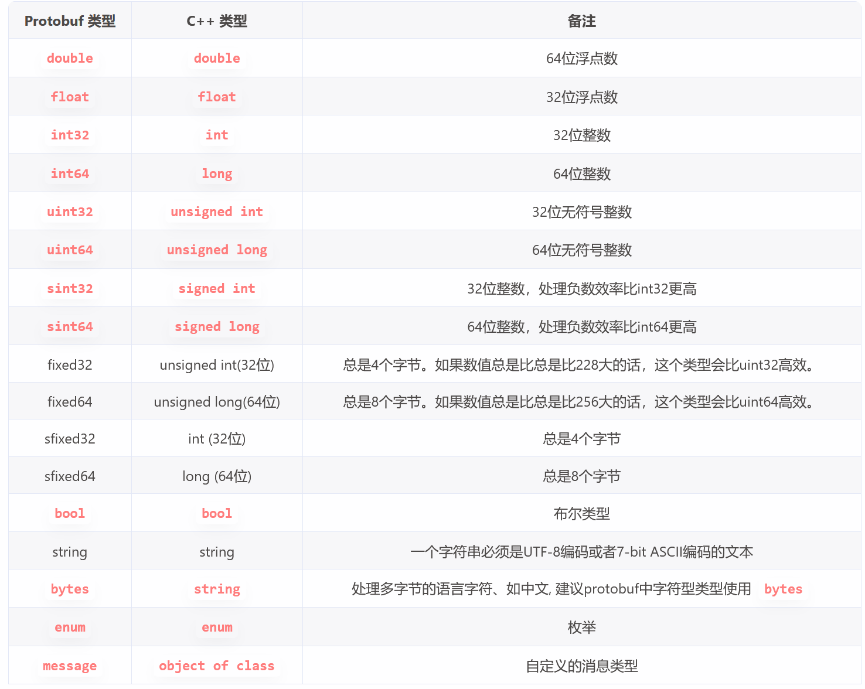 Protobuf 类型 C++ 类型 备注
double double 64位浮点数
float float 32位浮点数
int32 int 32位整数
int64 long 64位整数
uint32 unsigned int 32位无符号整数
uint64 unsigned long 64位无符号整数
sint32 signed int 32位整数，处理负数效率比int32更高
sint64 signed long 64位整数，处理负数效率比int64更高
fixed32 unsigned int(32位) 总是4个字节。如果数值总是比总是比228大的话，这个类型会比uint32高效。
fixed64 unsigned long(64位) 总是8个字节。如果数值总是比总是比256大的话，这个类型会比uint64高效。
sfixed32 int (32位) 总是4个字节
sfixed64 long (64位) 总是8个字节
bool bool 布尔类型
string string 一个字符串必须是UTF-8编码或者7-bit ASCII编码的文本
bytes string 处理多字节的语言字符、如中文, 建议protobuf中字符型类型使用 bytes
enum enum 枚举
message object of class 自定义的消息类型